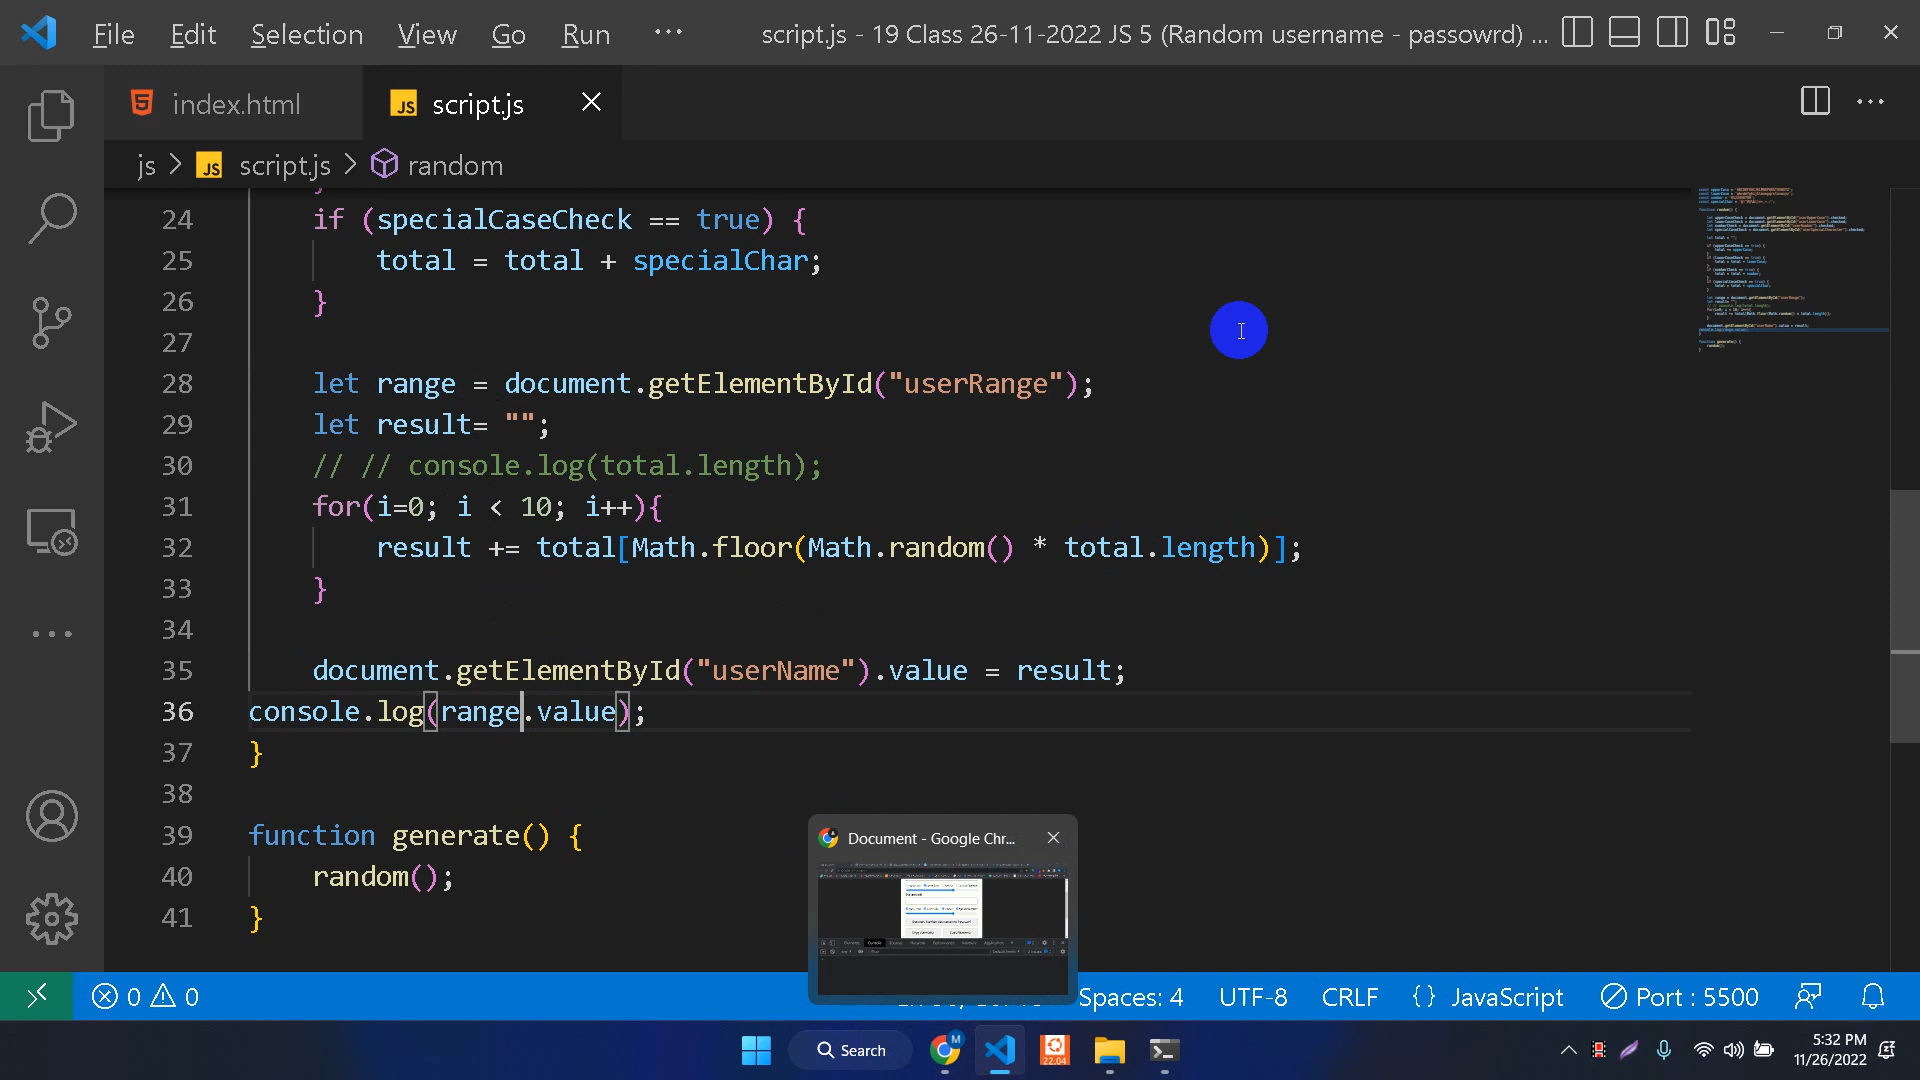 File Edit Selection View Go Run ··· script.js - 19 Class 26-11-2022 JS 5 (Random username - passowrd) ...
index.html JS script.js
js > JS script.js > random
24 if (specialCaseCheck == true) {
25 total = total + specialChar;
26 }
27
28 let range = document.getElementById("userRange");
29 let result= "";
30 // // console.log(total.length);
31 for(i=0; i < 10; i++){
32 result += total[Math.floor(Math.random() * total.length)];
33 }
34
35 document.getElementById("userName").value = result;
36 console.log(range.value);
37 }
38
39 function generate() {
40 random();
41 }
Document - Google Chr...
0 0 Spaces: 4 UTF-8 CRLF {} JavaScript Port : 5500
Search M 22.04 5:32 PM
11/26/2022